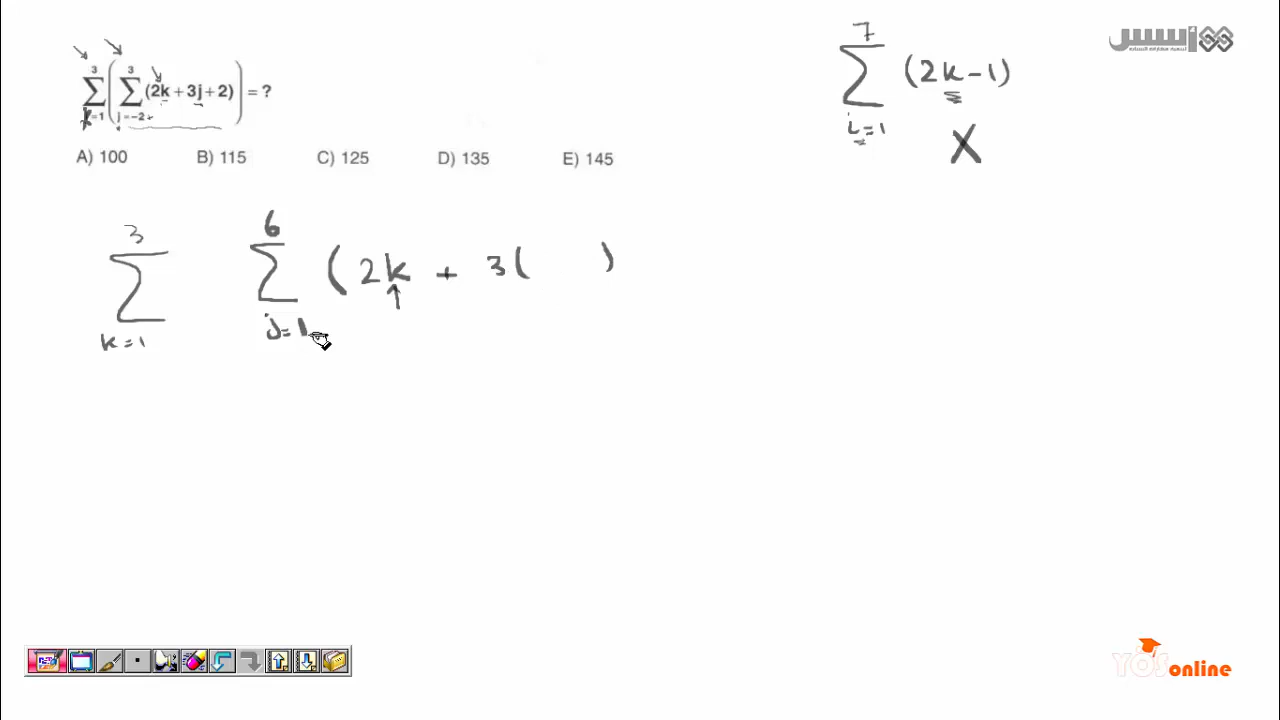 3 3
∑ ( ∑ (2k + 3j + 2) ) = ?
k=1 j=-2
A) 100 B) 115 C) 125 D) 135 E) 145
7
∑ (2k - 1)
i=1
X
3 6
∑ ∑ (2k + 3( )
k=1 j=1
YÖS online